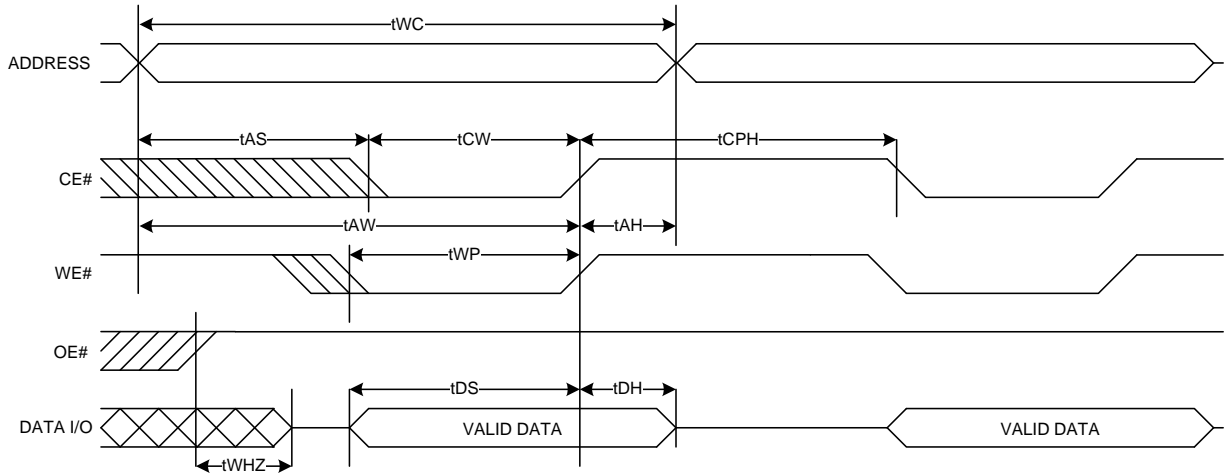 tWC
ADDRESS
tAS
tCW
tCPH
CE#
tAW
tAH
tWP
WE#
OE#
tDS
tDH
DATA I/O
VALID DATA
VALID DATA
tWHZ